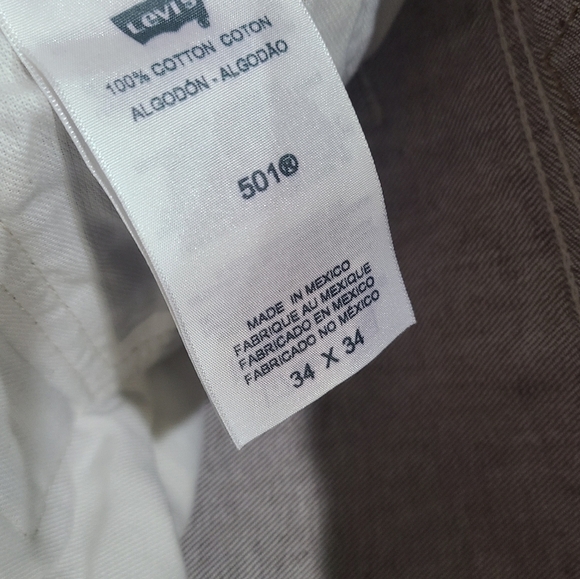 Levi's
100% COTTON COTON
ALGODÓN - ALGODÃO
501®
MADE IN MEXICO
FABRIQUE AU MEXIQUE
FABRICADO EN MEXICO
FABRICADO NO MÉXICO
34 X 34